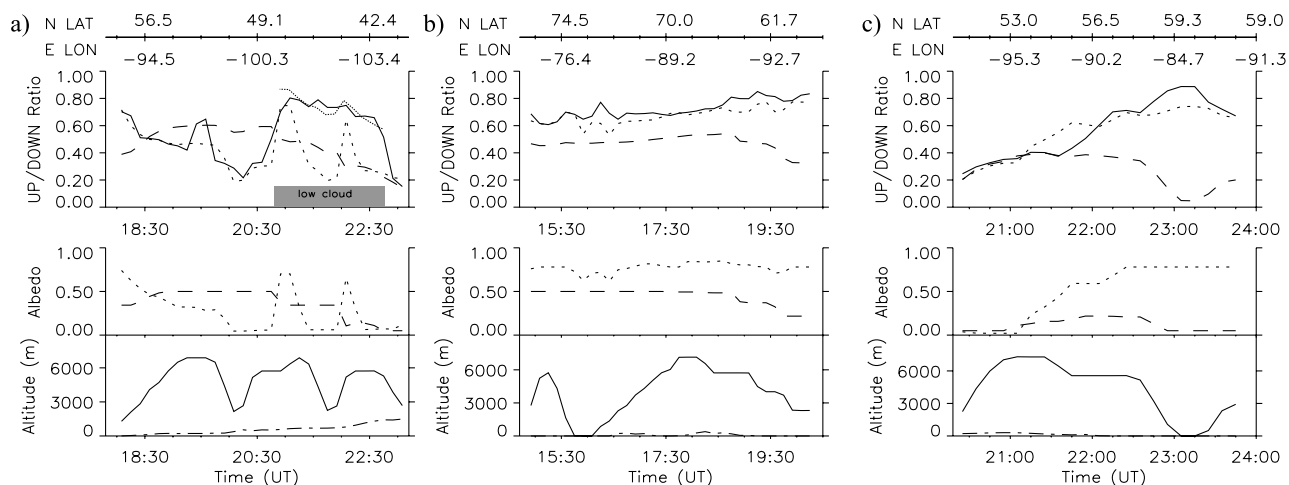 a)
N LAT 56.5 49.1 42.4
E LON
−94.5 −100.3 −103.4
UP/DOWN Ratio
1.00
0.80
0.60
0.40
0.20
0.00
low cloud
18:30 20:30 22:30
Albedo
1.00
0.50
0.00
Altitude (m)
6000
3000
0
18:30 20:30 22:30
Time (UT)
b)
N LAT 74.5 70.0 61.7
E LON
−76.4 −89.2 −92.7
UP/DOWN Ratio
1.00
0.80
0.60
0.40
0.20
0.00
15:30 17:30 19:30
Albedo
1.00
0.50
0.00
Altitude (m)
6000
3000
0
15:30 17:30 19:30
Time (UT)
c)
N LAT 53.0 56.5 59.3 59.0
E LON
−95.3 −90.2 −84.7 −91.3
UP/DOWN Ratio
1.00
0.80
0.60
0.40
0.20
0.00
21:00 22:00 23:00 24:00
Albedo
1.00
0.50
0.00
Altitude (m)
6000
3000
0
21:00 22:00 23:00 24:00
Time (UT)